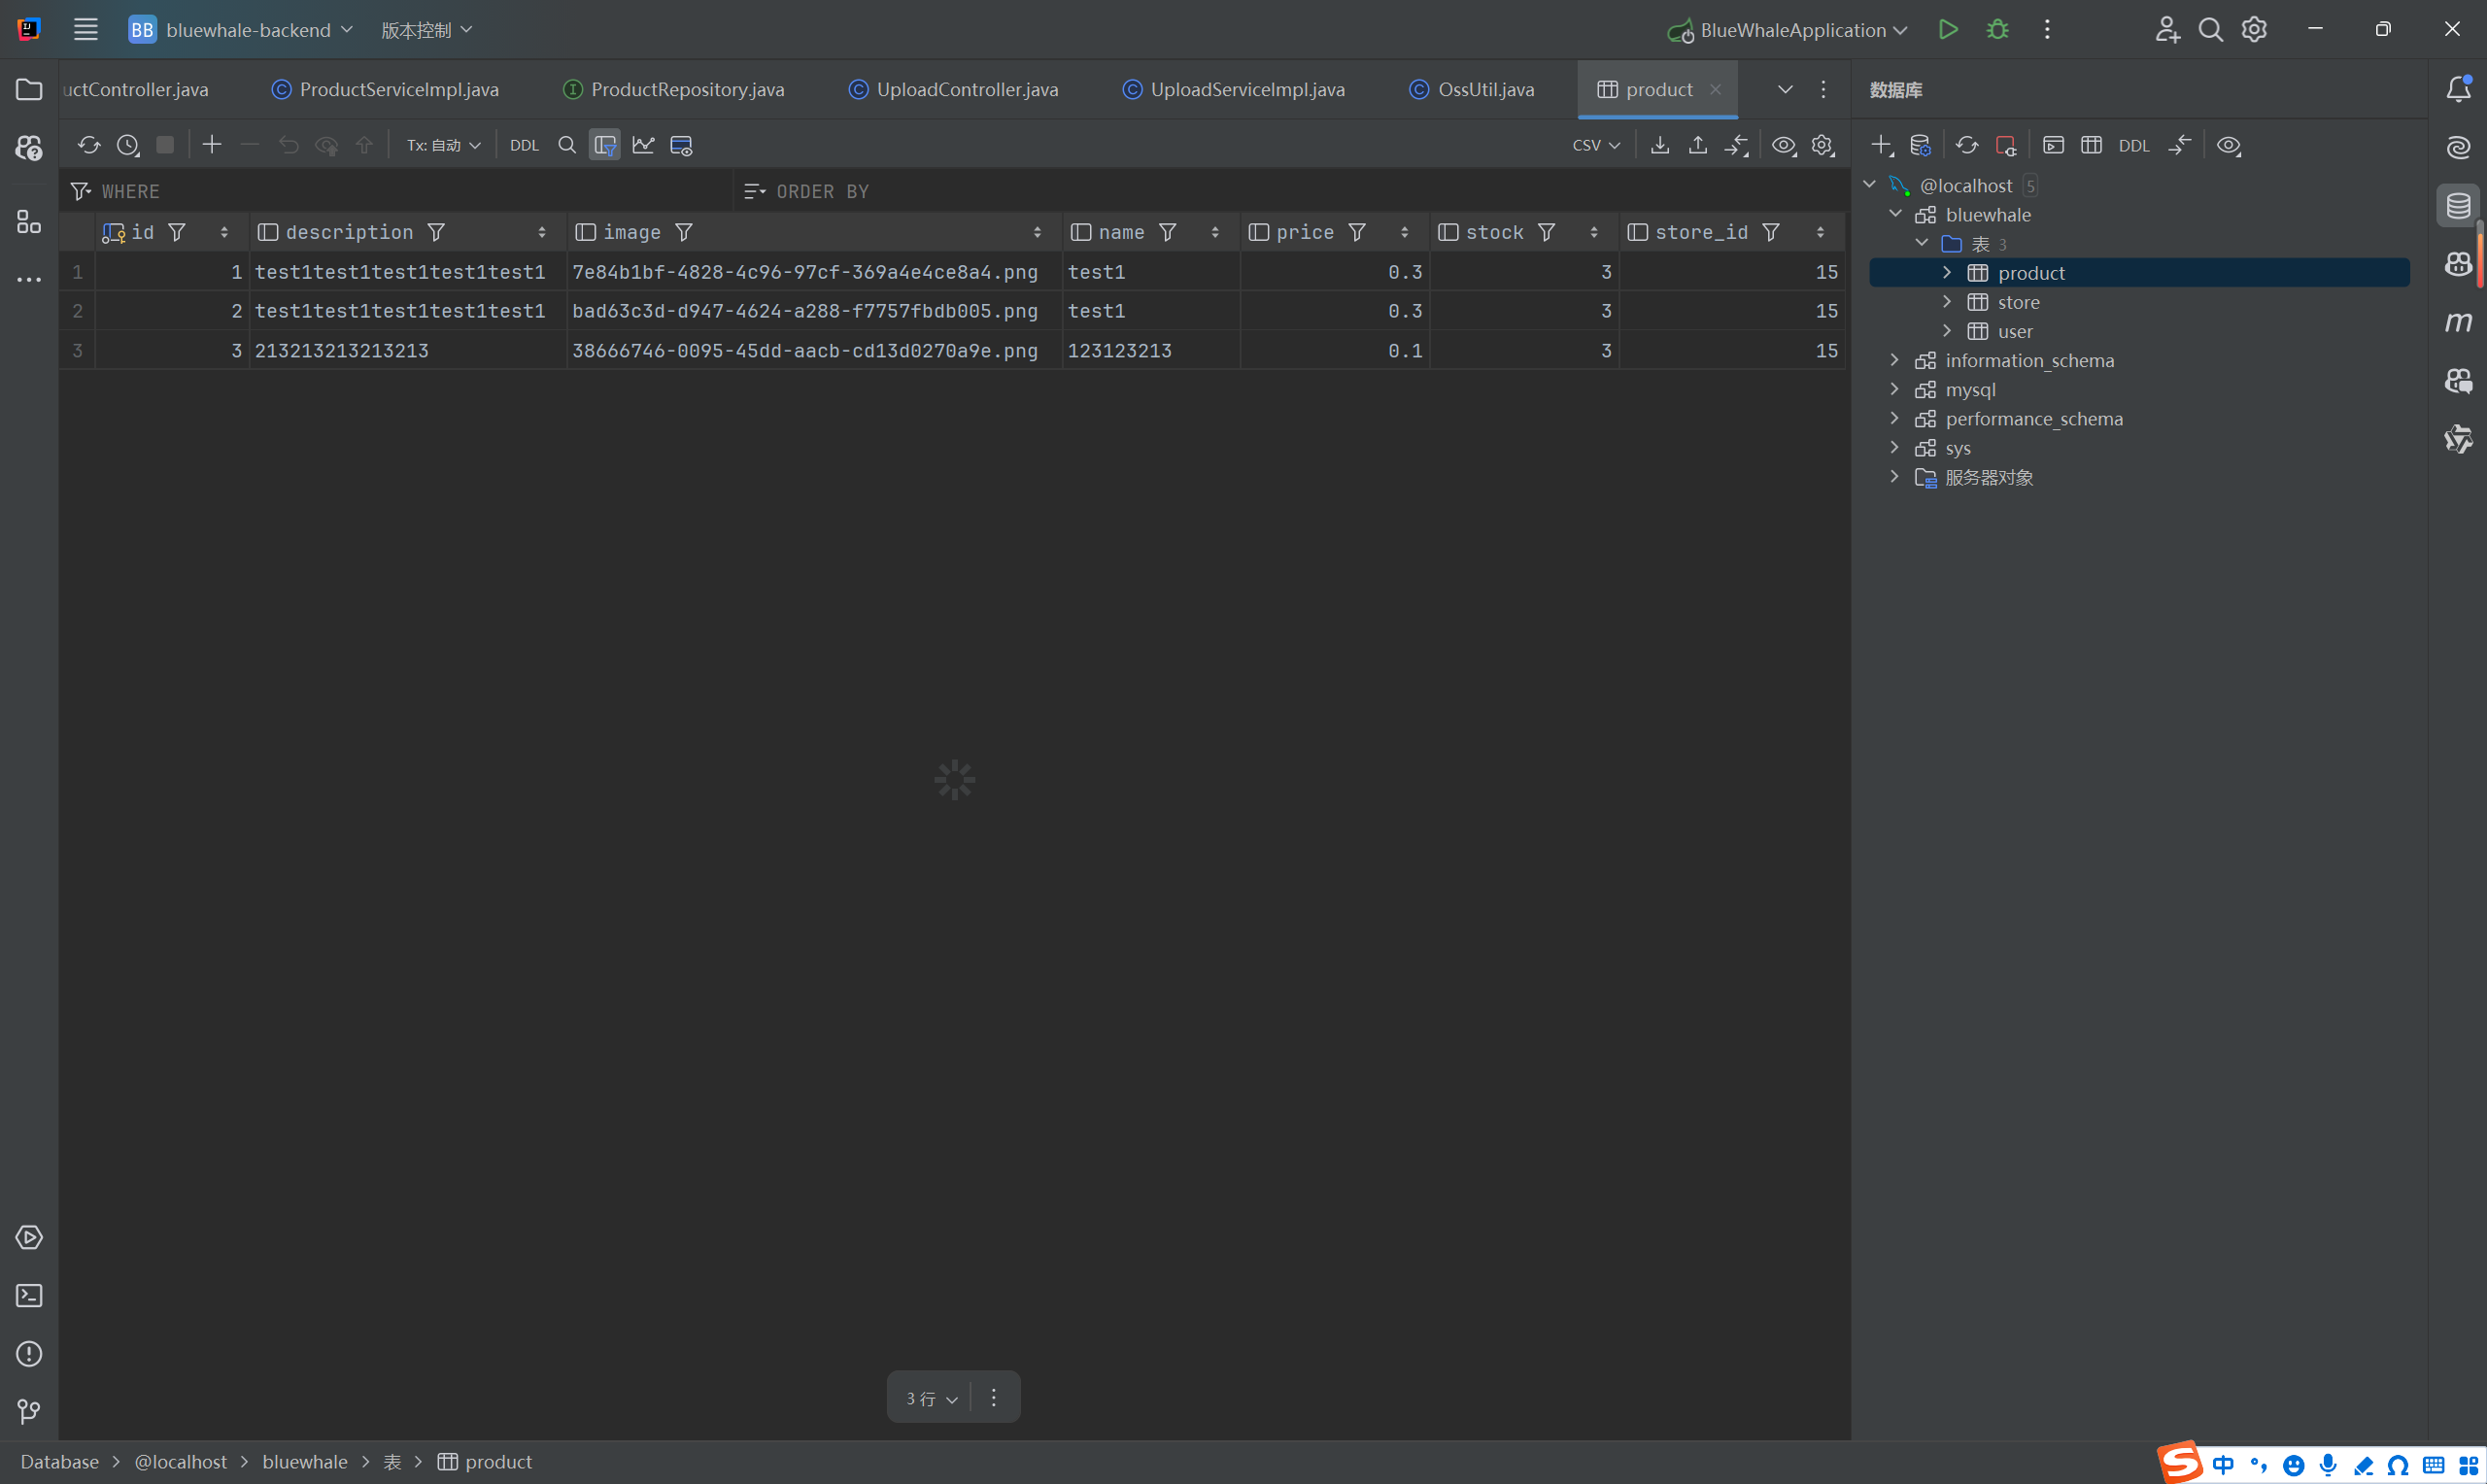 BB bluewhale-backend 版本控制 BlueWhaleApplication
uctController.java ProductServiceImpl.java ProductRepository.java UploadController.java UploadServiceImpl.java OssUtil.java product 数据库
Tx: 自动 DDL CSV DDL
WHERE ORDER BY
id description image name price stock store_id
1 1 test1test1test1test1test1 7e84b1bf-4828-4c96-97cf-369a4e4ce8a4.png test1 0.3 3 15
2 2 test1test1test1test1test1 bad63c3d-d947-4624-a288-f7757fbdb005.png test1 0.3 3 15
3 3 213213213213213 38666746-0095-45dd-aacb-cd13d0270a9e.png 123123213 0.1 3 15
@localhost 5
bluewhale
表 3
product
store
user
information_schema
mysql
performance_schema
sys
服务器对象
3 行
Database > @localhost > bluewhale > 表 > product
中